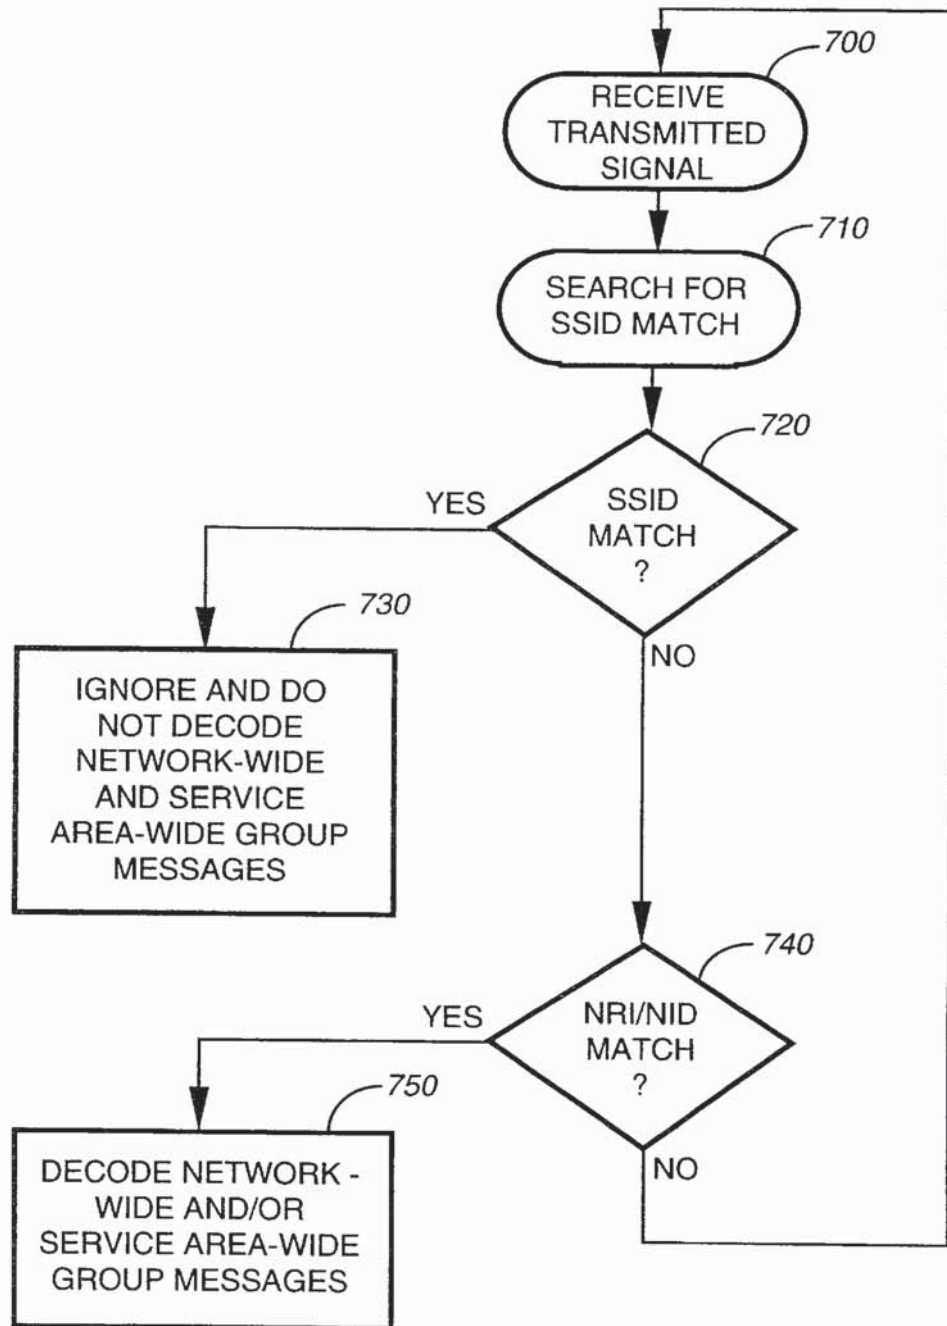 700
RECEIVE
TRANSMITTED
SIGNAL
710
SEARCH FOR
SSID MATCH
720
SSID
MATCH
?
YES
NO
730
IGNORE AND DO
NOT DECODE
NETWORK-WIDE
AND SERVICE
AREA-WIDE GROUP
MESSAGES
740
NRI/NID
MATCH
?
YES
NO
750
DECODE NETWORK -
WIDE AND/OR
SERVICE AREA-WIDE
GROUP MESSAGES